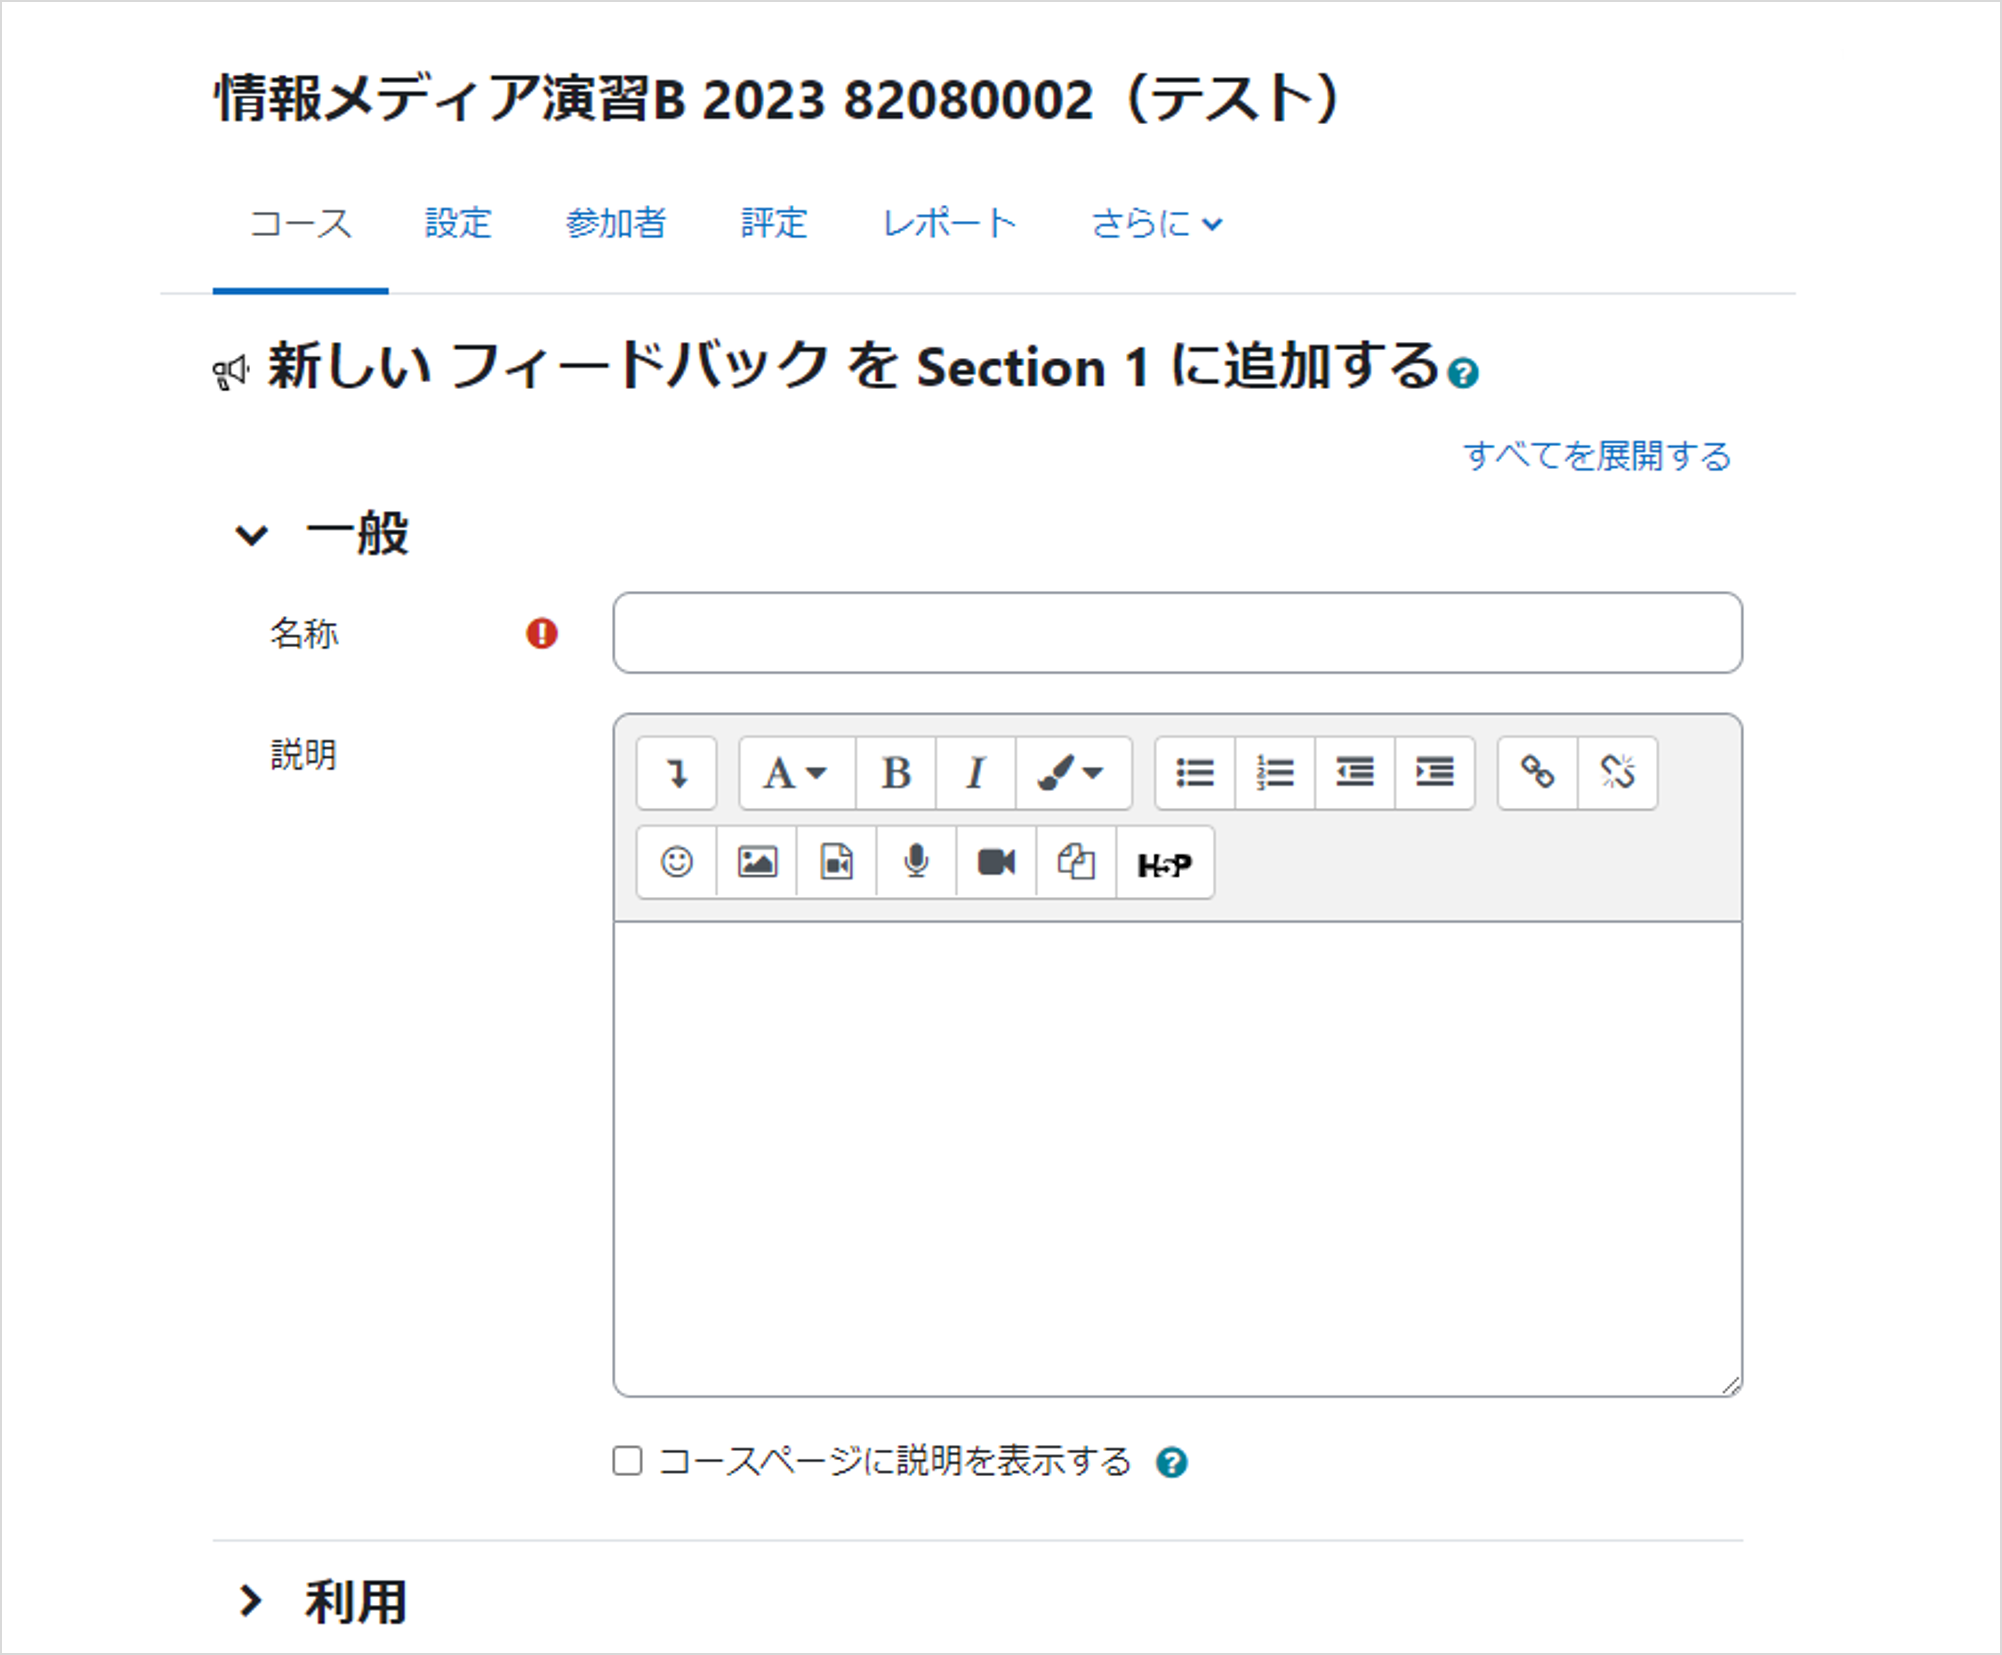 情報メディア演習B 2023 82080002（テスト）
コース 設定 参加者 評定 レポート さらに
新しい フィードバック を Section 1 に追加する
すべてを展開する
一般
名称
説明
A B I
H5P
コースページに説明を表示する
利用